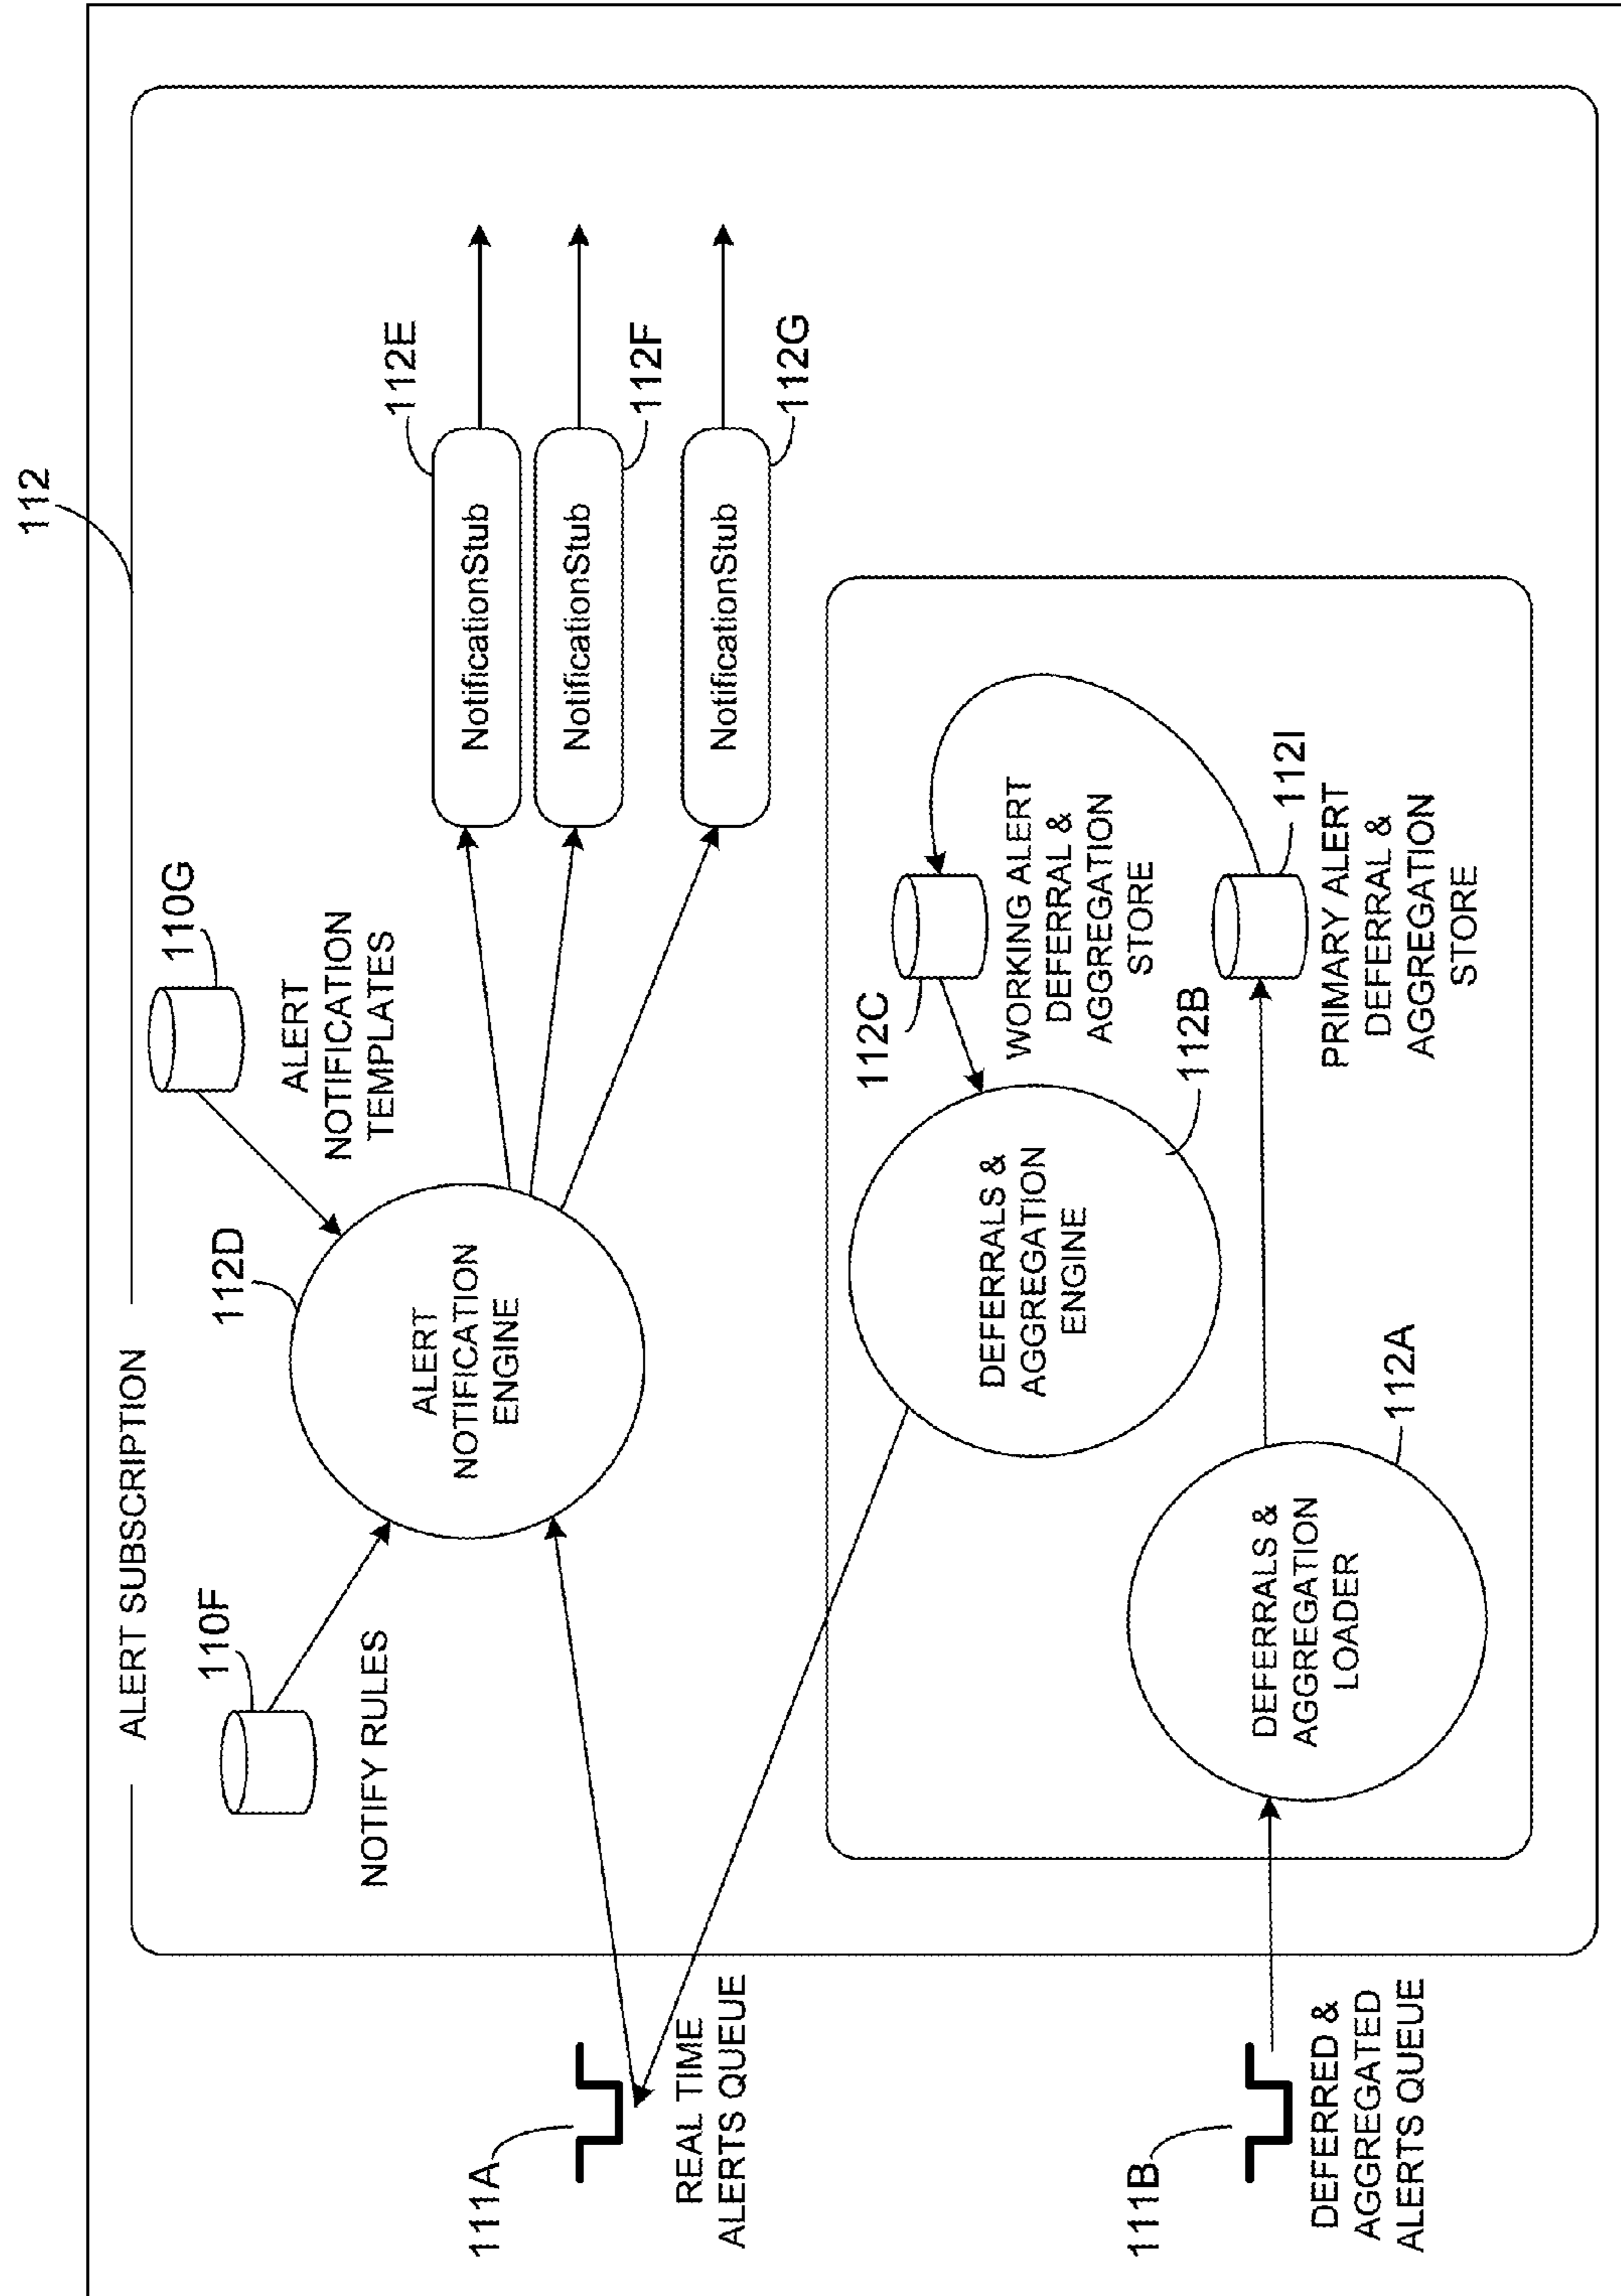 112
ALERT SUBSCRIPTION
110F
NOTIFY RULES
112D
ALERT
NOTIFICATION
ENGINE
110G
ALERT
NOTIFICATION
TEMPLATES
112E
NotificationStub
NotificationStub
112F
NotificationStub
112G
111A
REAL TIME
ALERTS QUEUE
DEFERRALS &
AGGREGATION
ENGINE
112B
112C
WORKING ALERT
DEFERRAL &
AGGREGATION
STORE
111B
DEFERRED &
AGGREGATED
ALERTS QUEUE
DEFERRALS &
AGGREGATION
LOADER
112A
112I
PRIMARY ALERT
DEFERRAL &
AGGREGATION
STORE